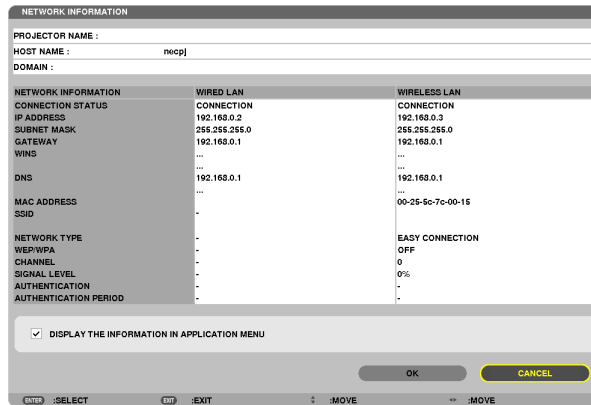 NETWORK INFORMATION
PROJECTOR NAME :
HOST NAME : necpj
DOMAIN :
NETWORK INFORMATION WIRED LAN WIRELESS LAN
CONNECTION STATUS CONNECTION CONNECTION
IP ADDRESS 192.168.0.2 192.168.0.3
SUBNET MASK 255.255.255.0 255.255.255.0
GATEWAY 192.168.0.1 192.168.0.1
WINS ... ...
... ...
DNS 192.168.0.1 192.168.0.1
... ...
MAC ADDRESS 00-25-5c-7c-00-15
SSID -
NETWORK TYPE - EASY CONNECTION
WEP/WPA - OFF
CHANNEL - 0
SIGNAL LEVEL - 0%
AUTHENTICATION - -
AUTHENTICATION PERIOD - -
DISPLAY THE INFORMATION IN APPLICATION MENU
OK CANCEL
ENTER :SELECT EXIT :EXIT :MOVE :MOVE